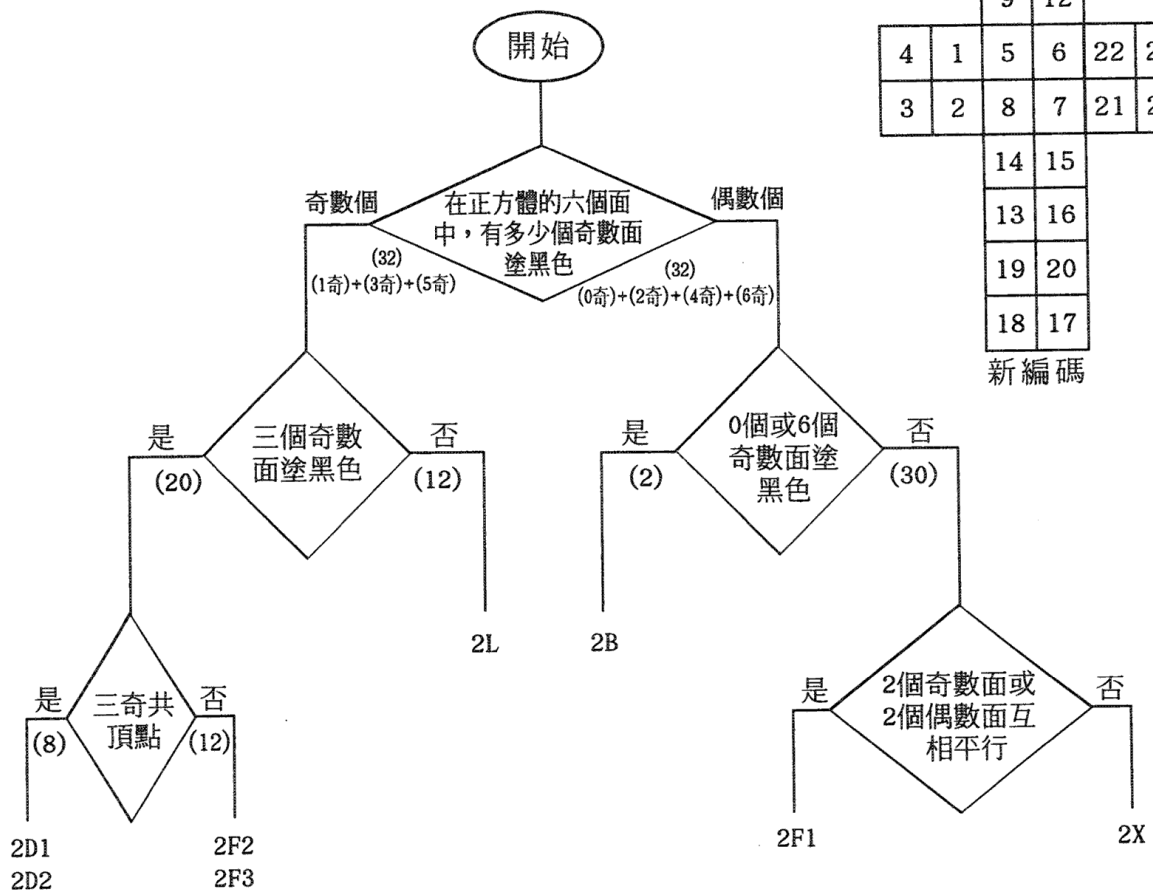 開始
9 12
4 1 5 6 22
3 2 8 7 21
14 15
13 16
19 20
18 17
新編碼
奇數個
在正方體的六個面
中，有多少個奇數面
塗黑色
偶數個
(32)
(1奇)+(3奇)+(5奇)
(32)
(0奇)+(2奇)+(4奇)+(6奇)
是
(20)
三個奇數
面塗黑色
否
(12)
是
(2)
0個或6個
奇數面塗
黑色
否
(30)
2L
2B
是
(8)
三奇共
頂點
否
(12)
是
2個奇數面或
2個偶數面互
相平行
否
2D1
2D2
2F2
2F3
2F1
2X